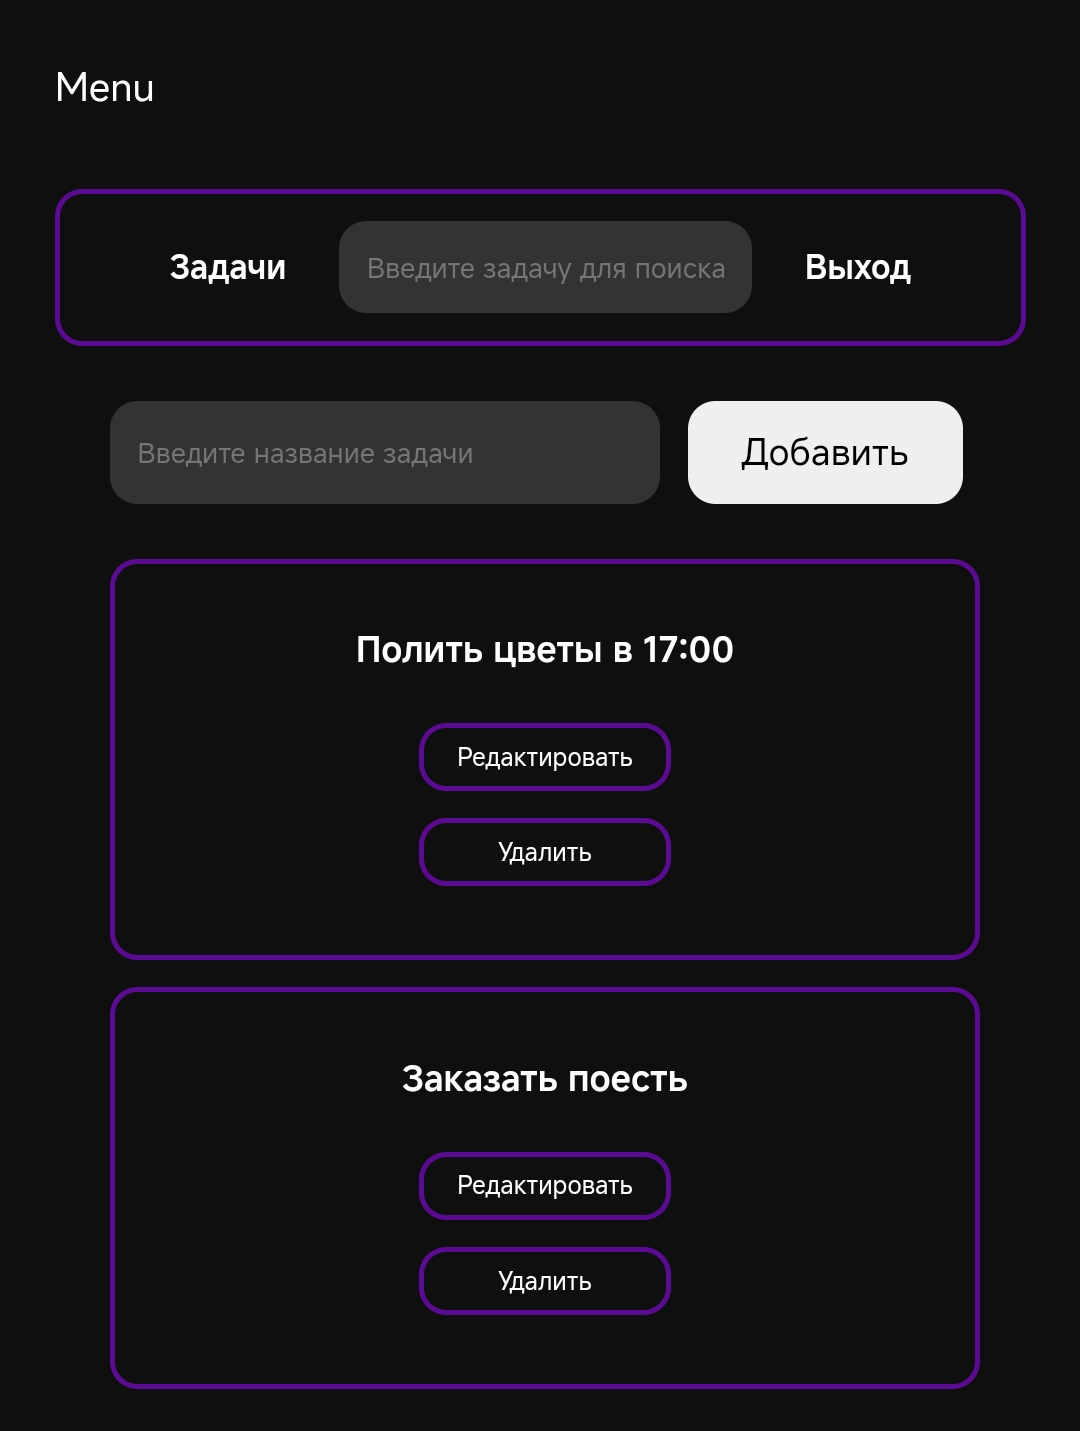 Menu
Задачи
Введите задачу для поиска
Выход
Введите название задачи
Добавить
Полить цветы в 17:00
Редактировать
Удалить
Заказать поесть
Редактировать
Удалить